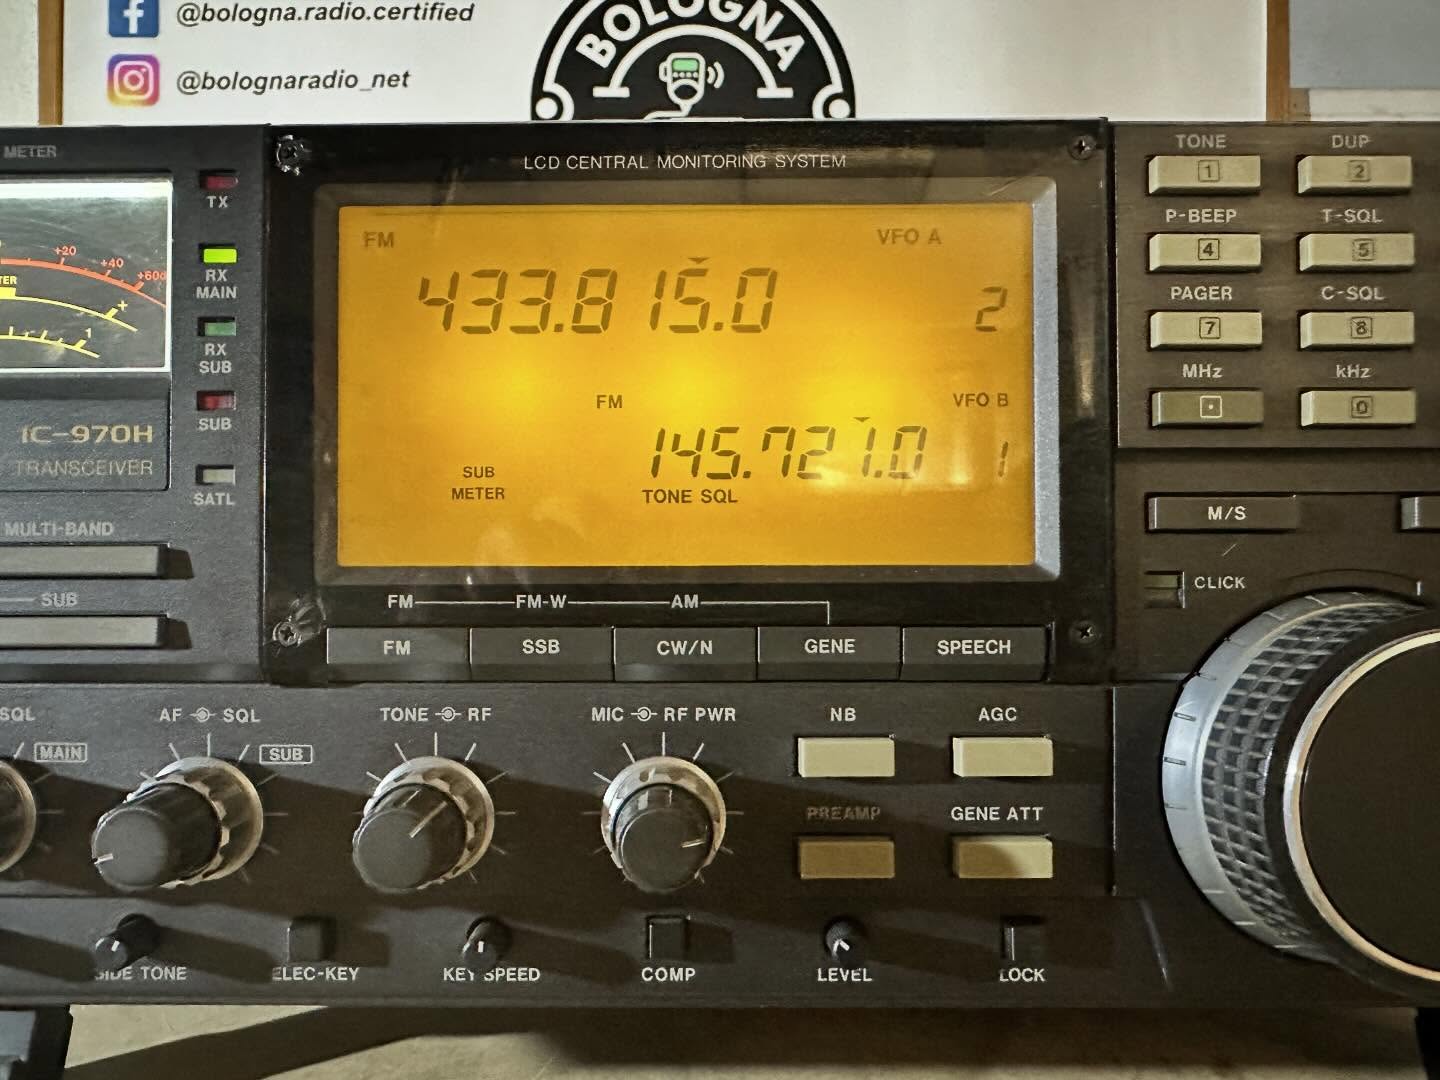 @bologna.radio.certified
@bolognaradio_net
BOLOGNA
METER
LCD CENTRAL MONITORING SYSTEM
TX
RX
MAIN
RX
SUB
SUB
SATL
+20
+40
+60d
1
IC-970H
TRANSCEIVER
MULTI-BAND
SUB
FM
VFO A
433.815.0
2
FM
VFO B
145.721.0
1
SUB
METER
TONE SQL
FM
FM-W
AM
FM
SSB
CW/N
GENE
SPEECH
TONE
1
DUP
2
P-BEEP
4
T-SQL
5
PAGER
7
C-SQL
8
MHz
kHz
0
M/S
CLICK
SQL
MAIN
AF
SQL
SUB
TONE
RF
MIC
RF PWR
NB
AGC
PREAMP
GENE ATT
SIDE TONE
ELEC-KEY
KEY SPEED
COMP
LEVEL
LOCK